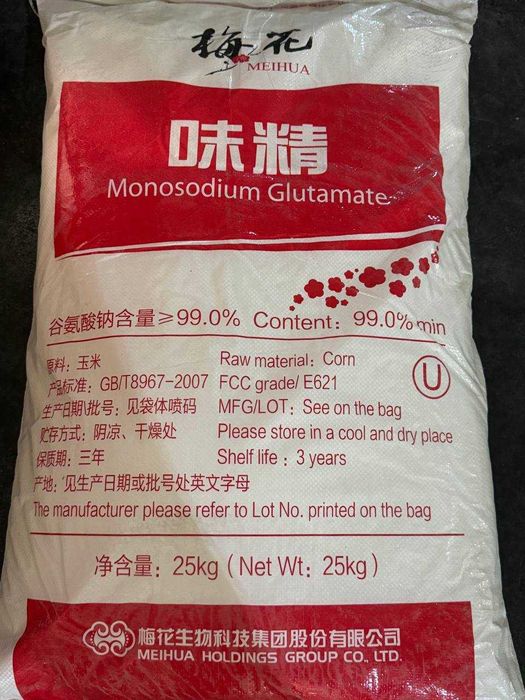 梅花
MEIHUA
味精
Monosodium Glutamate
谷氨酸钠含量≥99.0% Content: 99.0% min
原料: 玉米 Raw material: Corn
产品标准: GB/T8967-2007 FCC grade/ E621
U
生产日期\批号: 见袋体喷码 MFG/LOT: See on the bag
贮存方式: 阴凉、干燥处 Please store in a cool and dry place
保质期: 三年 Shelf life : 3 years
产地: 见生产日期或批号处英文字母
The manufacturer please refer to Lot No. printed on the bag
净含量: 25kg ( Net Wt: 25kg )
梅花生物科技集团股份有限公司
MEIHUA HOLDINGS GROUP CO. LTD.